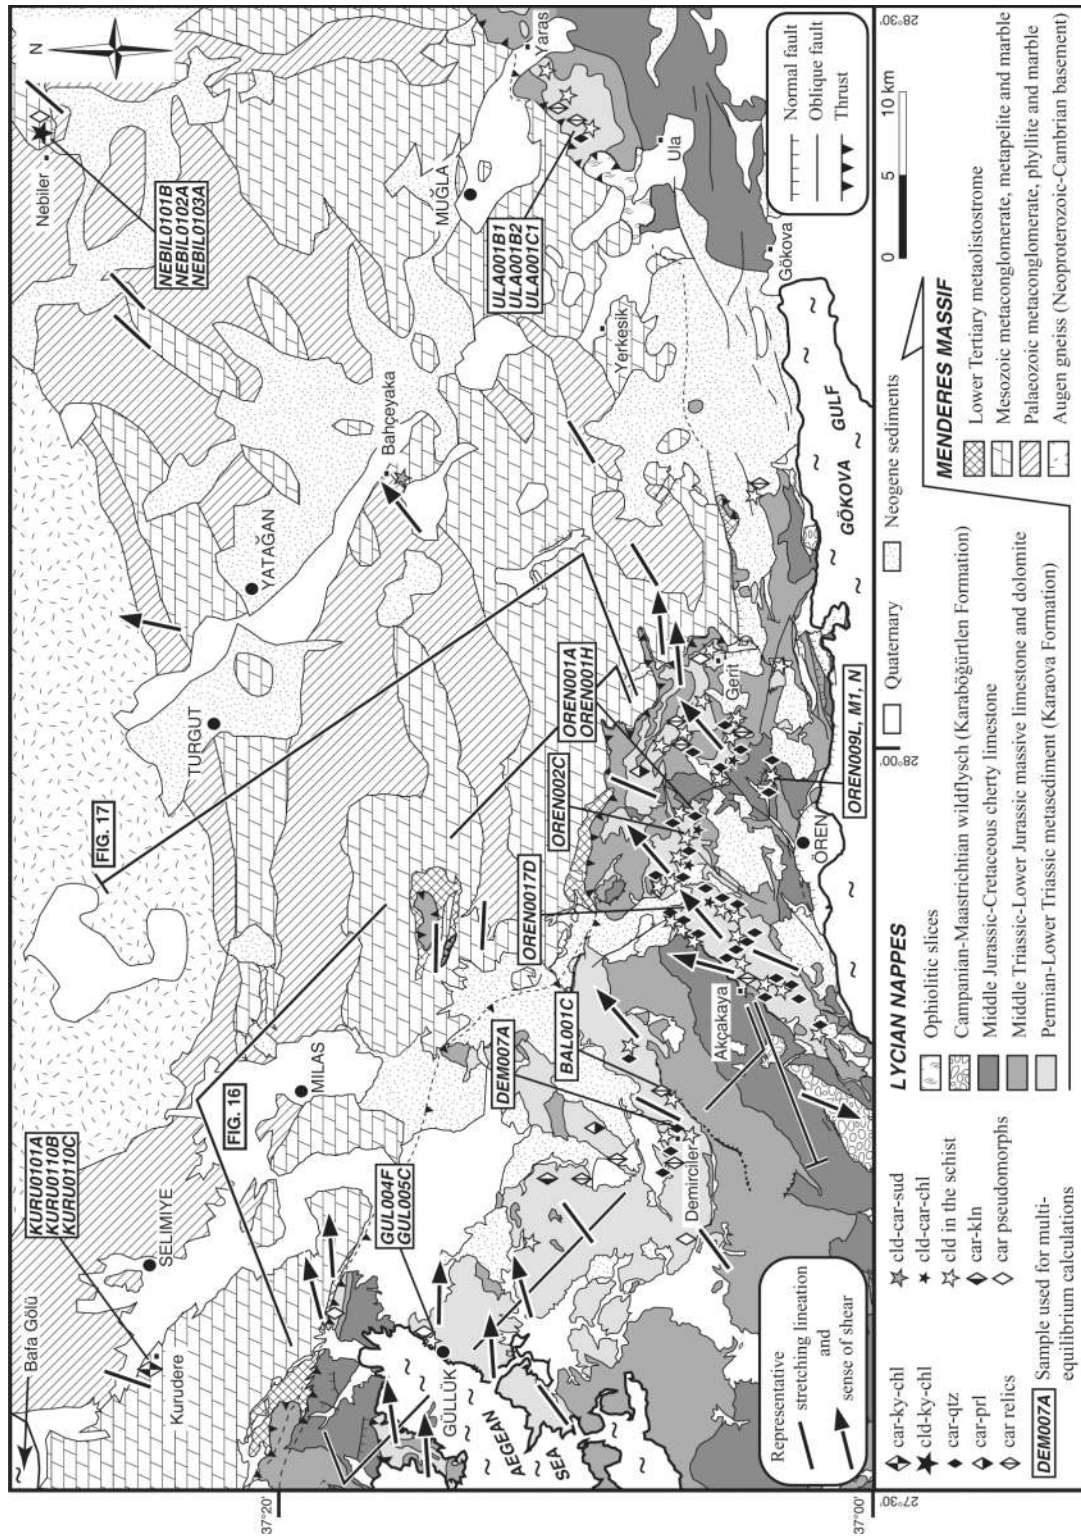 Bafa Gölü
KURU0101A
KURU0110B
KURU0110C
Kurudere
SELIMIYE
FIG. 16
MILAS
FIG. 17
TURGUT
YATAĞAN
Bahçeyaka
NEBIL0101B
NEBIL0102A
NEBIL0103A
Nebiler
N
MUĞLA
Yaras
ULA001B1
ULA001B2
ULA001C1
Ula
Yerkesik
Gökova
GÖKOVA GULF
GUL004F
GUL005C
GÜLLÜK
AEGEAN
SEA
DEM007A
BAL001C
Demirciler
Akçakaya
OREN0017D
OREN002C
OREN001A
OREN001H
Gerit
ÖREN
OREN009L, M1, N
37°20'
37°00'
27°30'
28°00'
28°30'
Representative
stretching lineation
and
sense of shear
Normal fault
Oblique fault
Thrust
0 5 10 km
car-ky-chl
cld-ky-chl
car-qtz
car-prl
car relics
cld-car-sud
cld-car-chl
cld in the schist
car-kln
car pseudomorphs
DEM007A Sample used for multi-
equilibrium calculations
LYCIAN NAPPES
Ophiolitic slices
Campanian-Maastrichtian wildflysch (Karaböğürtlen Formation)
Middle Jurassic-Cretaceous cherty limestone
Middle Triassic-Lower Jurassic massive limestone and dolomite
Permian-Lower Triassic metasediment (Karaova Formation)
Quaternary
Neogene sediments
MENDERES MASSIF
Lower Tertiary metaolistostrome
Mesozoic metaconglomerate, metapelite and marble
Palaeozoic metaconglomerate, phyllite and marble
Augen gneiss (Neoproterozoic-Cambrian basement)